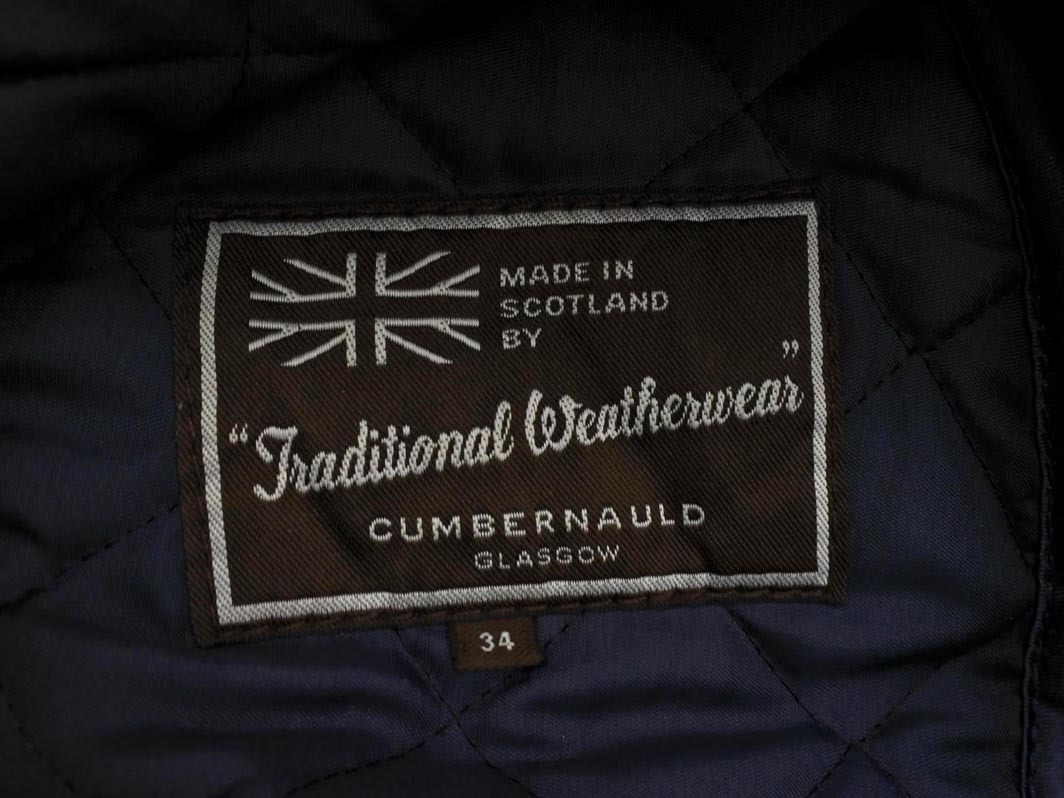 MADE IN
SCOTLAND
BY
“Traditional Weatherwear”
CUMBERNAULD
GLASGOW
34